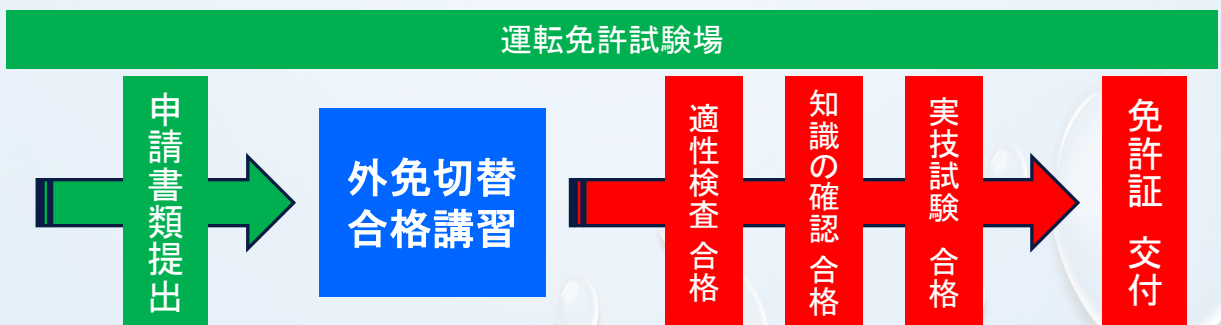 運転免許試験場
申請書類提出
外免切替
合格講習
適性検査 合格
知識の確認 合格
実技試験 合格
免許証 交付